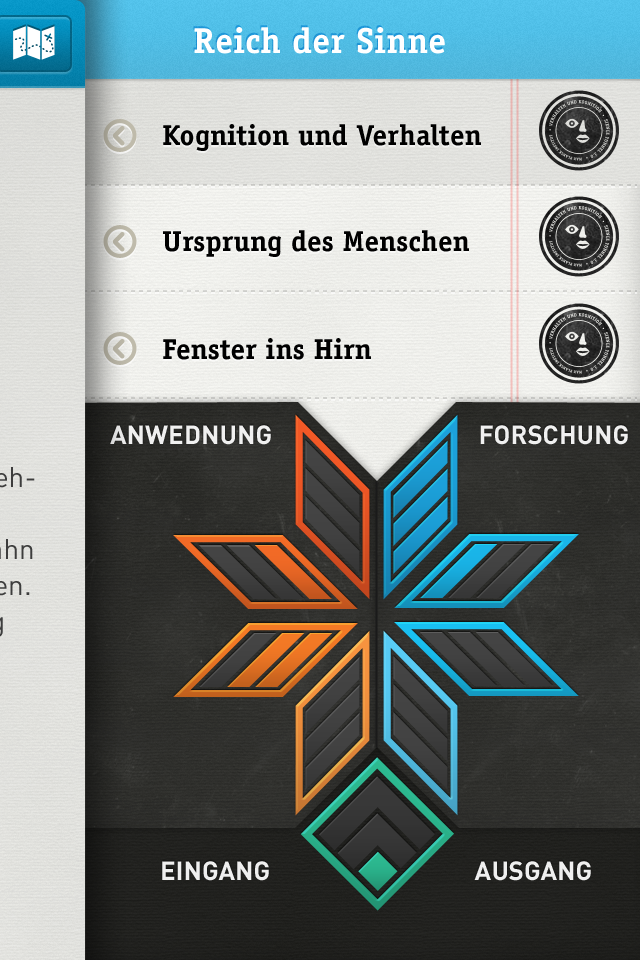 Reich der Sinne
Kognition und Verhalten
Ursprung des Menschen
Fenster ins Hirn
eh-
ahn
en.
g
ANWEDNUNG
FORSCHUNG
EINGANG
AUSGANG